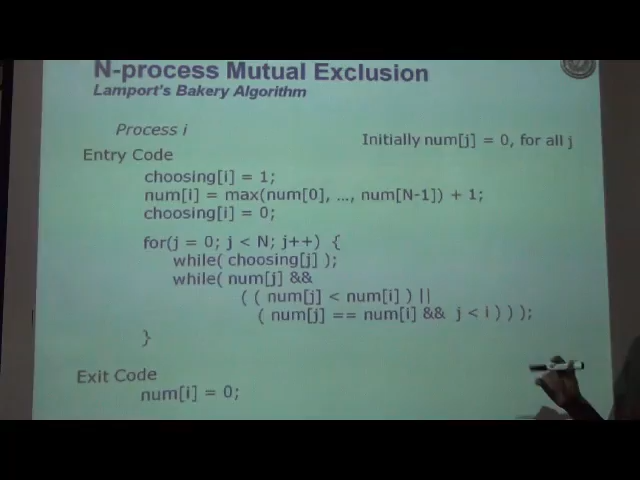 N-process Mutual Exclusion
Lamport's Bakery Algorithm
Process i
Initially num[j] = 0, for all j
Entry Code
choosing[i] = 1;
num[i] = max(num[0], ..., num[N-1]) + 1;
choosing[i] = 0;
for(j = 0; j < N; j++) {
while( choosing[j] );
while( num[j] &&
( ( num[j] < num[i] ) ||
( num[j] == num[i] && j < i ) ) );
}
Exit Code
num[i] = 0;